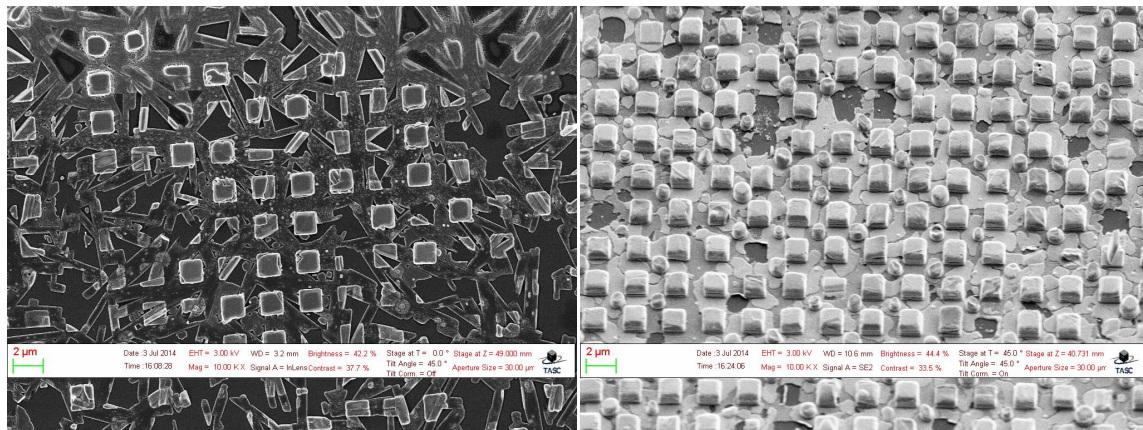 2 µm
Date :3 Jul 2014 EHT = 3.00 kV WD = 3.2 mm Brightness = 42.2 % Stage at T = 0.0° Stage at Z = 49.000 mm
Tilt Angle = 45.0°
Time :16:08:28 Mag = 10.00 K X Signal A = InLens Contrast = 37.7 % Tilt Corrn. = Off Aperture Size = 30.00 µm
TASC
2 µm
Date :3 Jul 2014 EHT = 3.00 kV WD = 10.6 mm Brightness = 44.4 % Stage at T = 45.0° Stage at Z = 40.731 mm
Tilt Angle = 45.0°
Time :16:24:06 Mag = 10.00 K X Signal A = SE2 Contrast = 33.5 % Tilt Corrn. = On Aperture Size = 30.00 µm
TASC